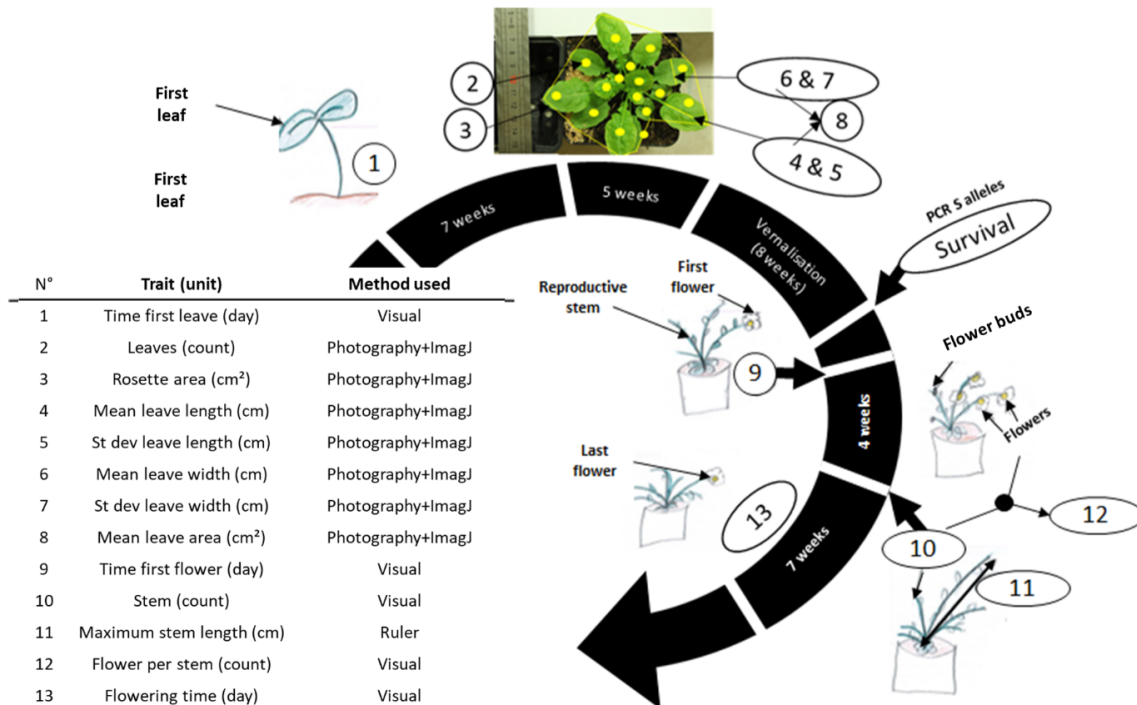 First
leaf
First
leaf
1
2
3
6 & 7
8
4 & 5
7 weeks
5 weeks
Vernalisation
(8 weeks)
PCR S alleles
Survival
Reproductive
stem
First
flower
9
4 weeks
Flower buds
Flowers
Last
flower
13
7 weeks
10
12
11
N° Trait (unit) Method used
1 Time first leave (day) Visual
2 Leaves (count) Photography+ImagJ
3 Rosette area (cm²) Photography+ImagJ
4 Mean leave length (cm) Photography+ImagJ
5 St dev leave length (cm) Photography+ImagJ
6 Mean leave width (cm) Photography+ImagJ
7 St dev leave width (cm) Photography+ImagJ
8 Mean leave area (cm²) Photography+ImagJ
9 Time first flower (day) Visual
10 Stem (count) Visual
11 Maximum stem length (cm) Ruler
12 Flower per stem (count) Visual
13 Flowering time (day) Visual